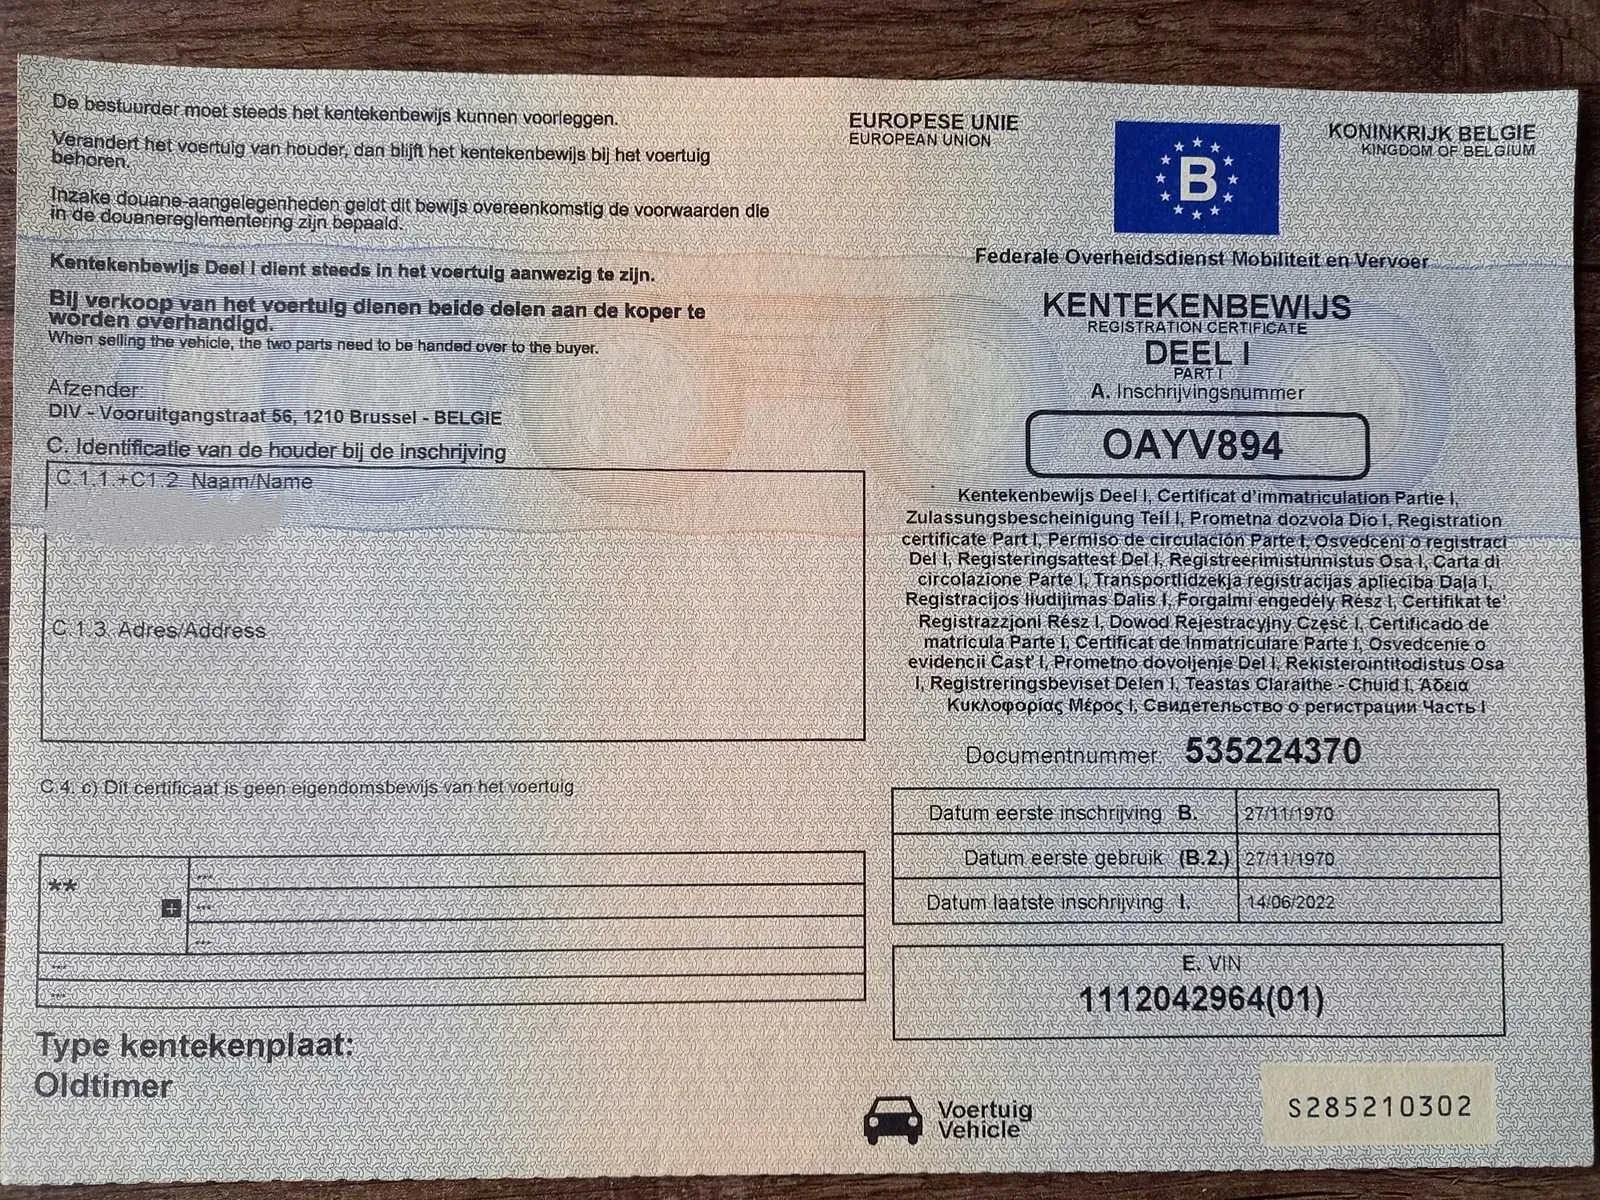 De bestuurder moet steeds het kentekenbewijs kunnen voorleggen.
Verandert het voertuig van houder, dan blijft het kentekenbewijs bij het voertuig
behoren.
Inzake douane-aangelegenheden geldt dit bewijs overeenkomstig de voorwaarden die
in de douanereglementering zijn bepaald.
Kentekenbewijs Deel I dient steeds in het voertuig aanwezig te zijn.
Bij verkoop van het voertuig dienen beide delen aan de koper te
worden overhandigd.
When selling the vehicle, the two parts need to be handed over to the buyer.
Afzender:
DIV - Vooruitgangstraat 56, 1210 Brussel - BELGIE
C. Identificatie van de houder bij de inschrijving
C.1.1.+C1.2 Naam/Name
C.1.3. Adres/Address
C.4. c) Dit certificaat is geen eigendomsbewijs van het voertuig
**
...
...
...
...
...
Type kentekenplaat:
Oldtimer
EUROPESE UNIE
EUROPEAN UNION
B
KONINKRIJK BELGIE
KINGDOM OF BELGIUM
Federale Overheidsdienst Mobiliteit en Vervoer
KENTEKENBEWIJS
REGISTRATION CERTIFICATE
DEEL I
PART I
A. Inschrijvingsnummer
OAYV894
Kentekenbewijs Deel I, Certificat d'immatriculation Partie I,
Zulassungsbescheinigung Teil I, Prometna dozvola Dio I, Registration
certificate Part I, Permiso de circulación Parte I, Osvedceni o registraci
Del I, Registeringsattest Del I, Registreerimistunnistus Osa I, Carta di
circolazione Parte I, Transportlidzekja registracijas apliecība Daļa I,
Registracijos liudijimas Dalis I, Forgalmi engedély Rész I, Certifikat te'
Registrazzjoni Rész I, Dowod Rejestracyjny Część I, Certificado de
matricula Parte I, Certificat de Inmatriculare Parte I, Osvedcenie o
evidencii Časť I, Prometno dovoljenje Del I, Rekisterointitodistus Osa
I, Registreringsbeviset Delen I, Teastas Claraithe - Chuid I, Άδεια
Κυκλοφορίας Μέρος I, Свидетельство о регистрации Часть I
Documentnummer: 535224370
Datum eerste inschrijving B. 27/11/1970
Datum eerste gebruik (B.2.) 27/11/1970
Datum laatste inschrijving I. 14/06/2022
E. VIN
1112042964(01)
Voertuig
Vehicle
S285210302